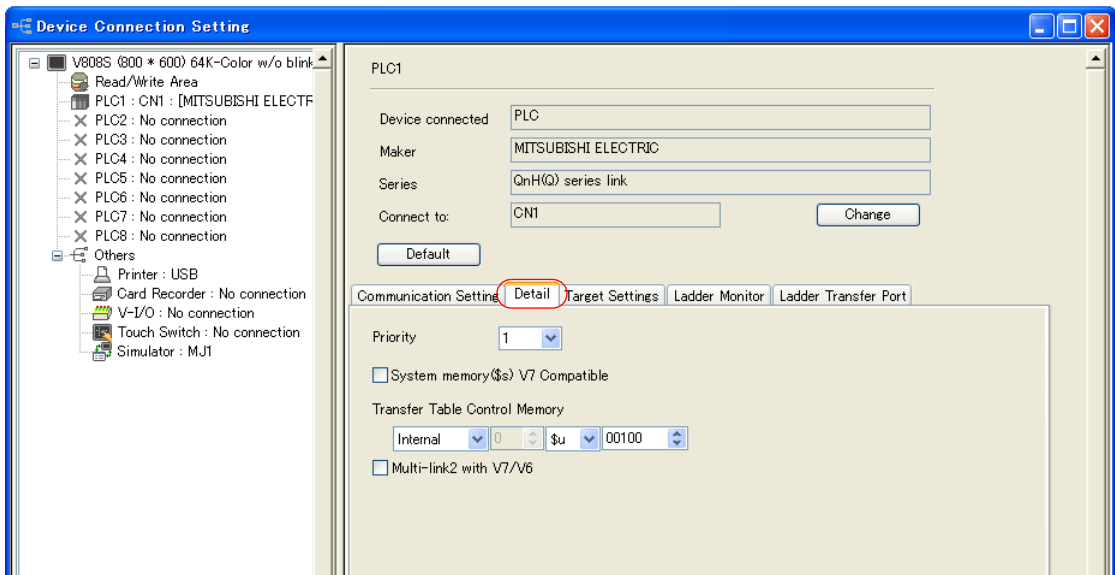 Device Connection Setting
V808S (800 * 600) 64K-Color w/o blink
Read/Write Area
PLC1 : CN1 : [MITSUBISHI ELECTR
PLC2 : No connection
PLC3 : No connection
PLC4 : No connection
PLC5 : No connection
PLC6 : No connection
PLC7 : No connection
PLC8 : No connection
Others
Printer : USB
Card Recorder : No connection
V-I/O : No connection
Touch Switch : No connection
Simulator : MJ1
PLC1
Device connected PLC
Maker MITSUBISHI ELECTRIC
Series QnH(Q) series link
Connect to: CN1 Change
Default
Communication Setting Detail Target Settings Ladder Monitor Ladder Transfer Port
Priority 1
System memory($s) V7 Compatible
Transfer Table Control Memory
Internal 0 $u 00100
Multi-link2 with V7/V6